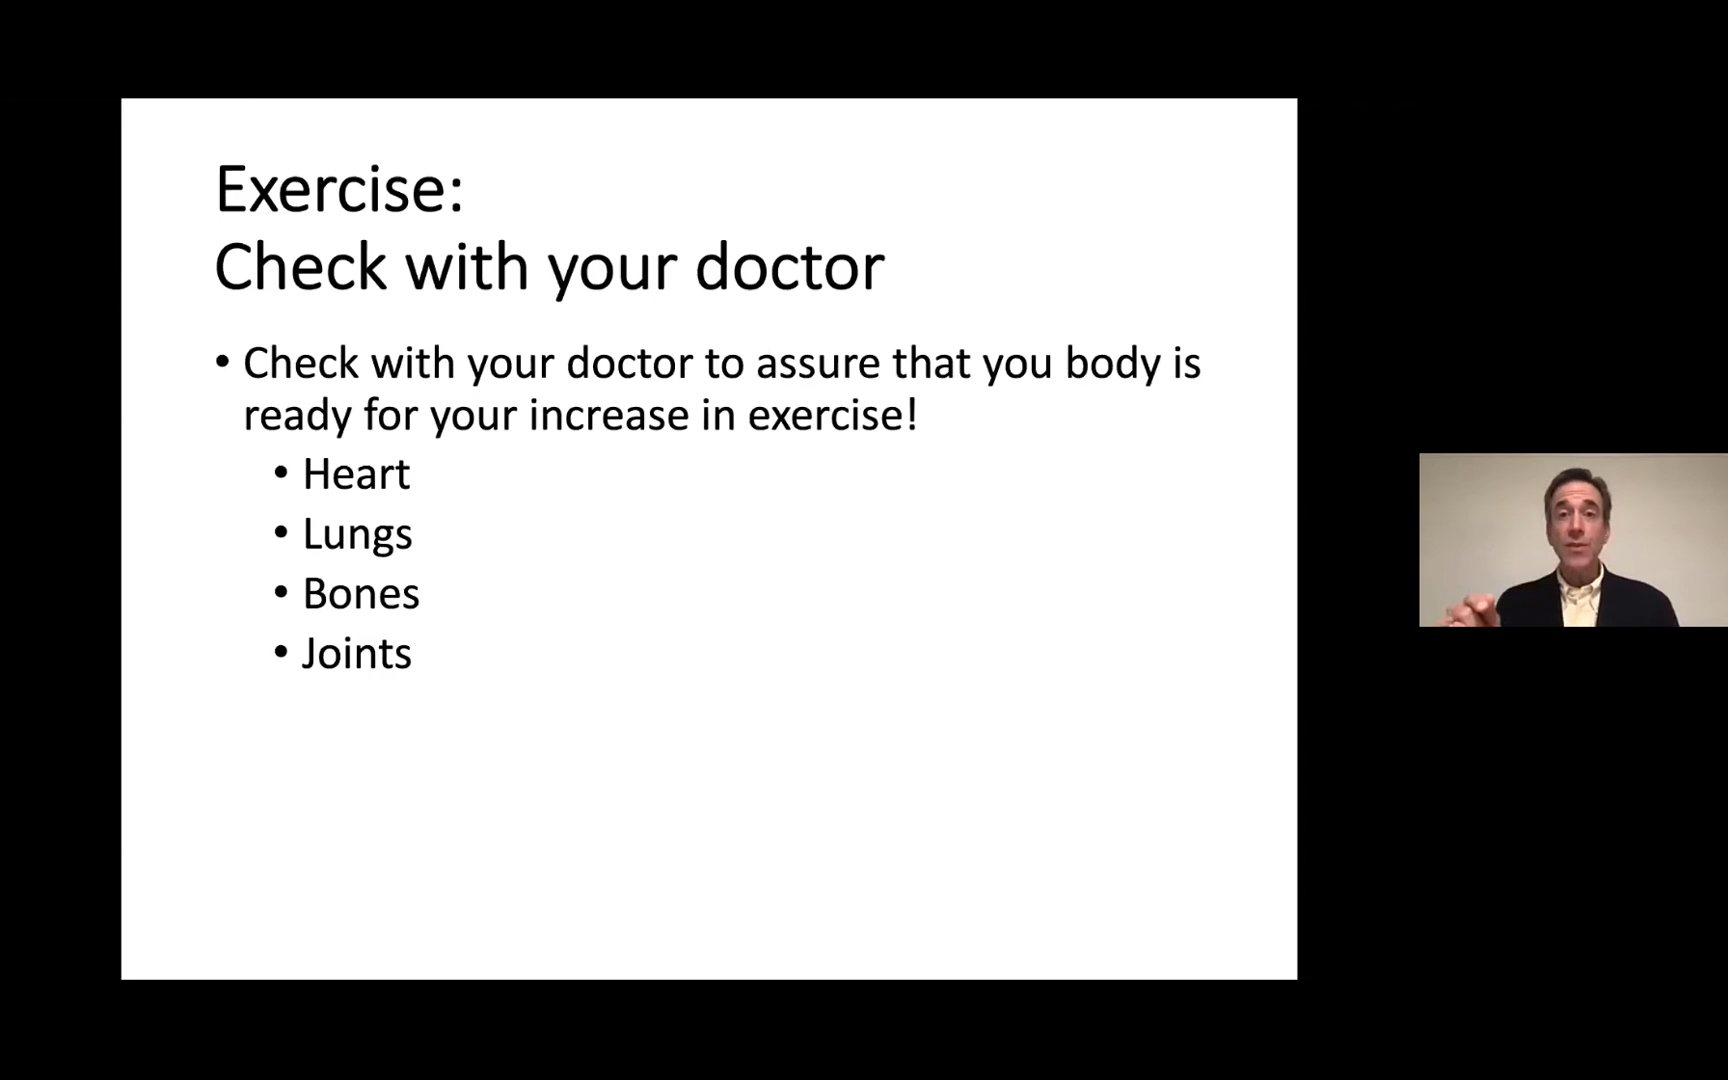 Exercise:
Check with your doctor
• Check with your doctor to assure that you body is
ready for your increase in exercise!
• Heart
• Lungs
• Bones
• Joints